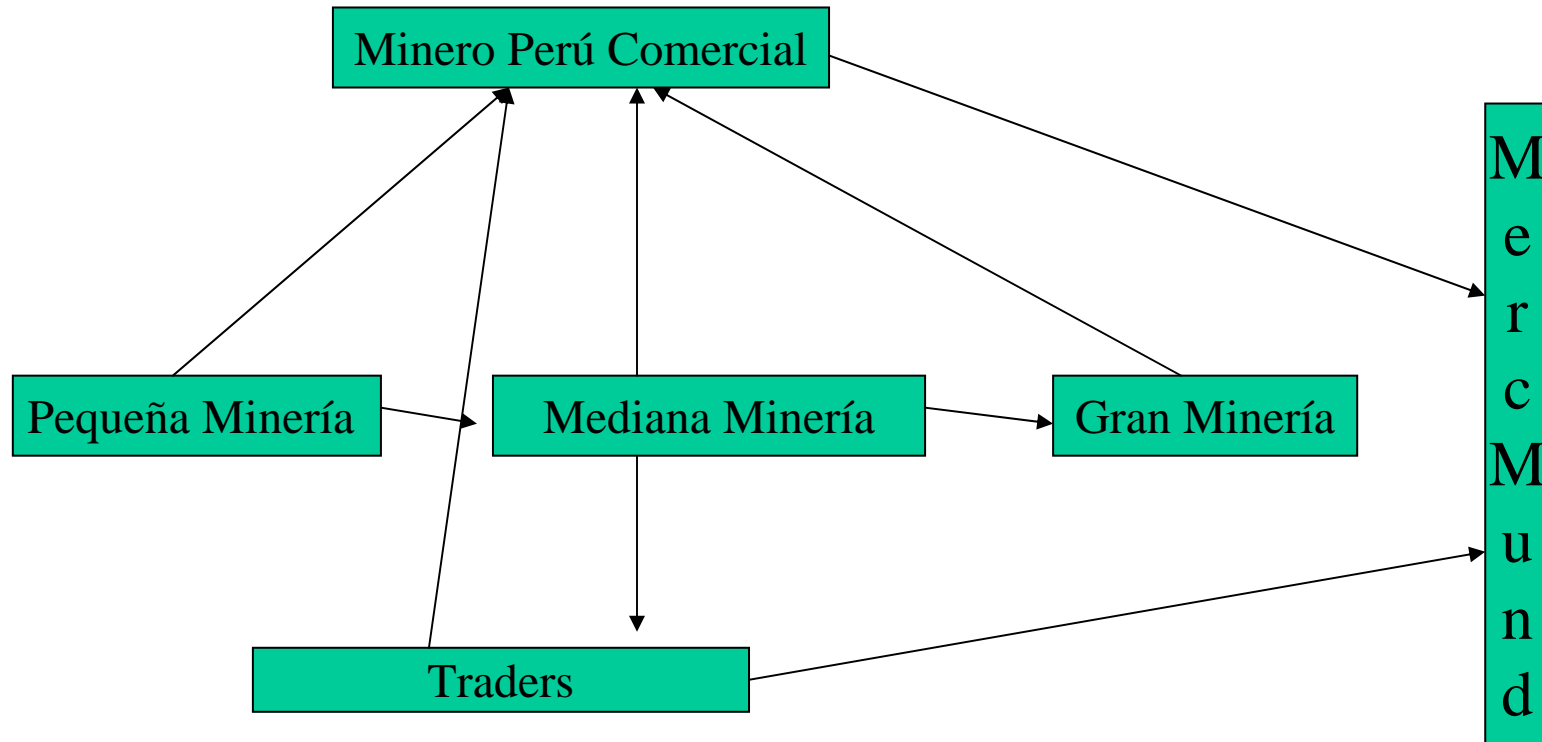 Minero Perú Comercial
Pequeña Minería
Mediana Minería
Gran Minería
Traders
M
e
r
c
M
u
n
d